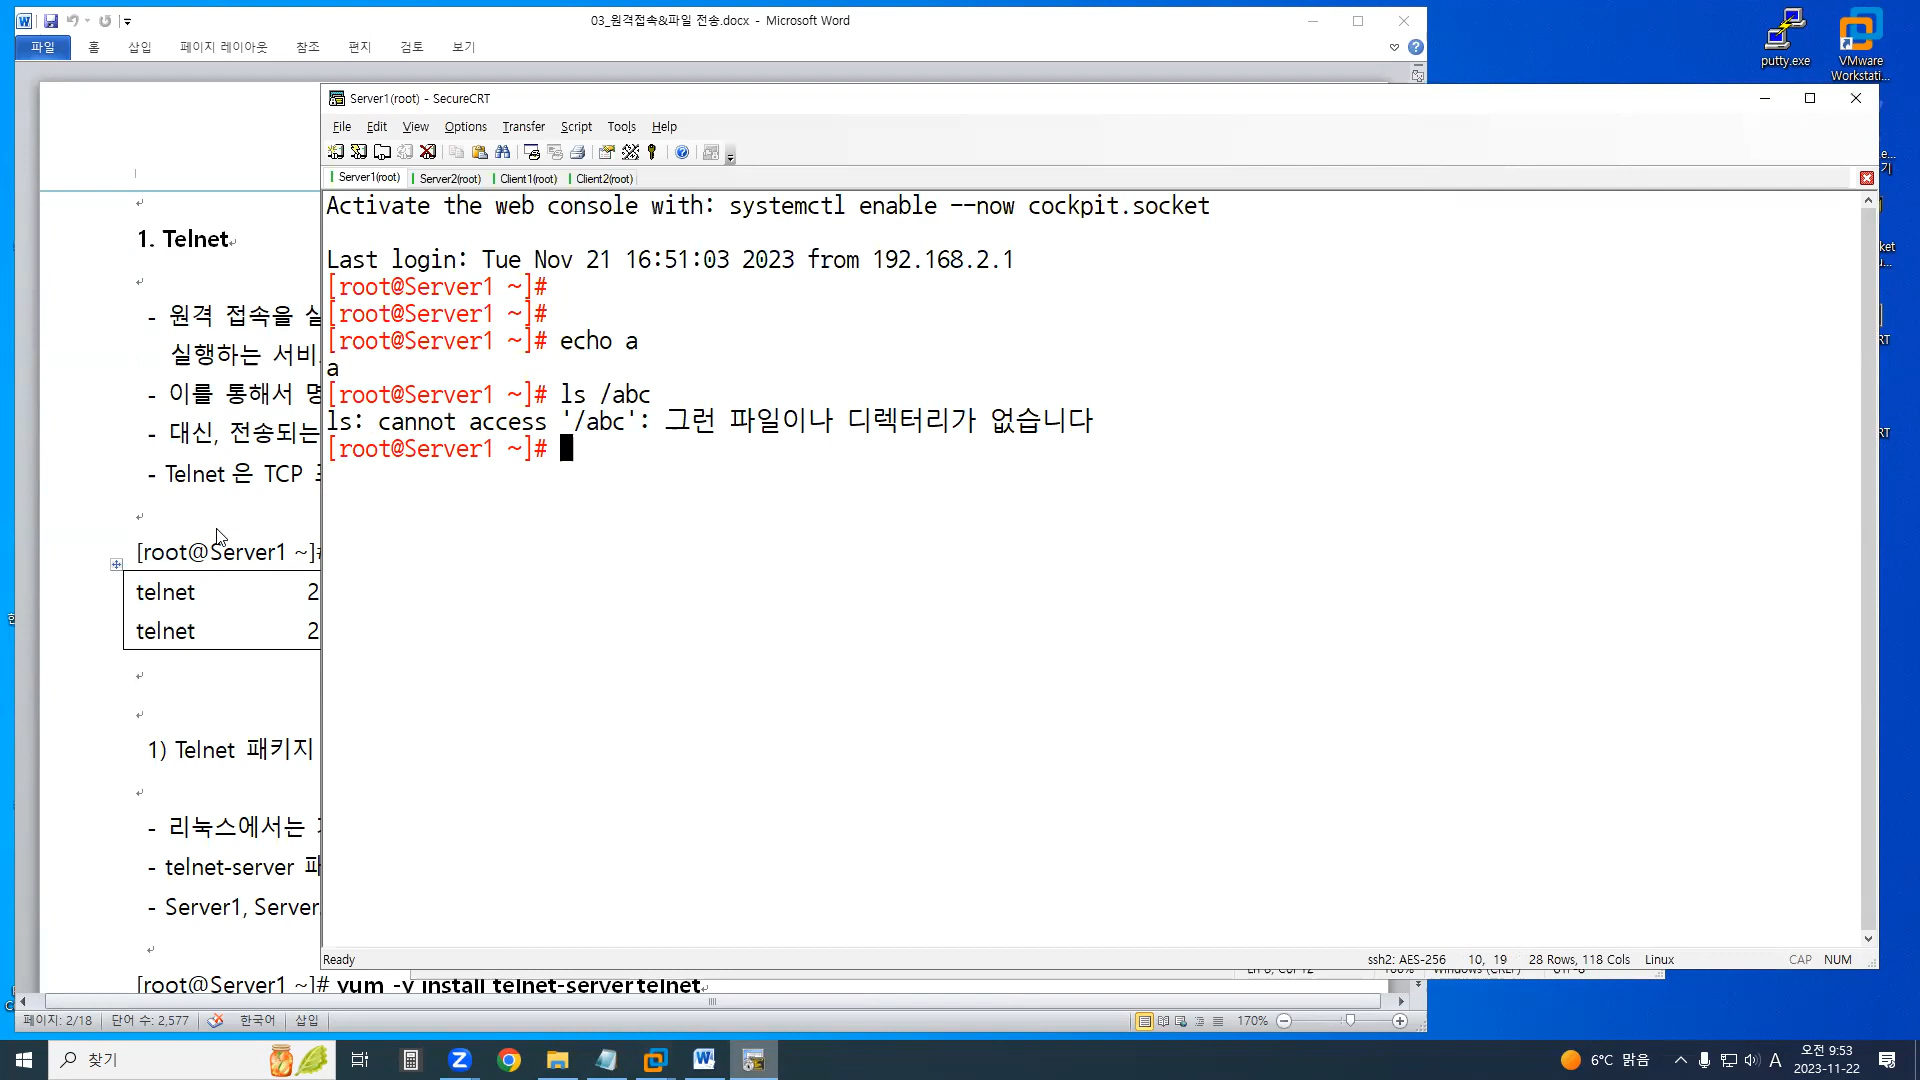 03_원격접속&파일 전송.docx - Microsoft Word
파일 홈 삽입 페이지 레이아웃 참조 편지 검토 보기
putty.exe
VMware
Workstati...
Server1(root) - SecureCRT
File Edit View Options Transfer Script Tools Help
Server1(root) Server2(root) Client1(root) Client2(root)
Activate the web console with: systemctl enable --now cockpit.socket
Last login: Tue Nov 21 16:51:03 2023 from 192.168.2.1
[root@Server1 ~]#
[root@Server1 ~]#
[root@Server1 ~]# echo a
a
[root@Server1 ~]# ls /abc
ls: cannot access '/abc': 그런 파일이나 디렉터리가 없습니다
[root@Server1 ~]#
1. Telnet
- 원격 접속을
실행하는 서비
- 이를 통해서
- 대신, 전송되는
- Telnet 은 TCP
[root@Server1 ~]#
telnet 2
telnet 2
1) Telnet 패키지
- 리눅스에서는
- telnet-server
- Server1, Server
[root@Server1 ~]# yum -y install telnet-server telnet
Ready
ssh2: AES-256 10, 19 28 Rows, 118 Cols Linux CAP NUM
페이지: 2/18 단어 수: 2,577 한국어 삽입
170%
찾기
6°C 맑음
A
오전 9:53
2023-11-22